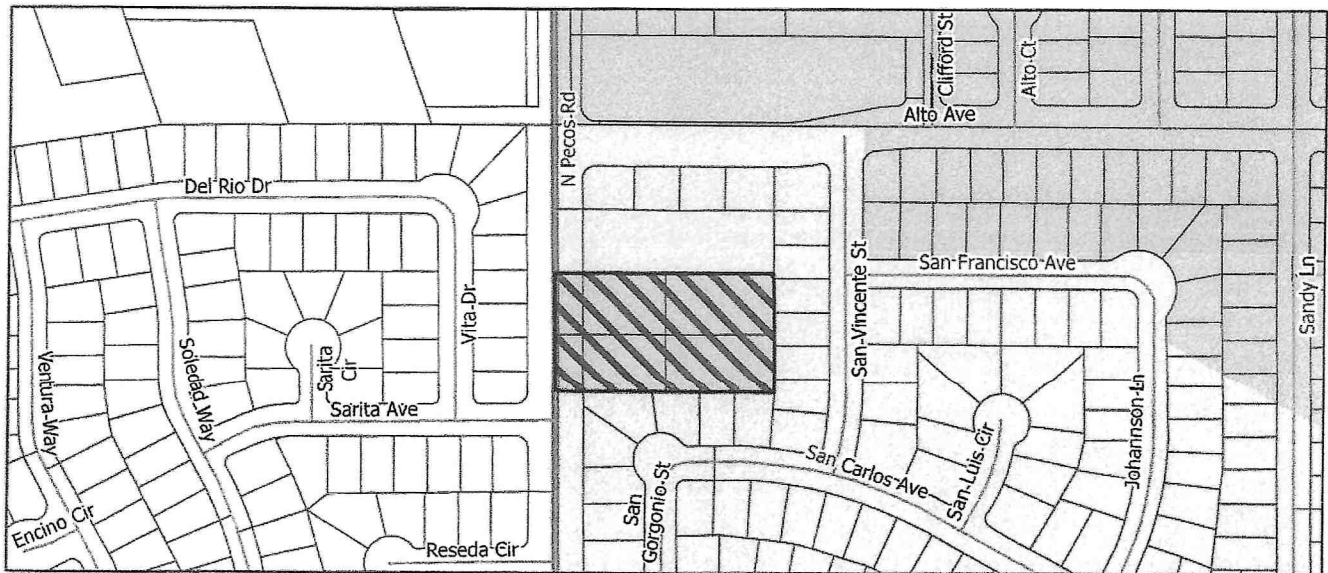 Clifford St
Alto Ct
N Pecos Rd
Alto Ave
Del Rio Dr
San Francisco Ave
San Vincente St
Sandy Ln
Vita Dr
Ventura Way
Soledad Way
Sarita
Cir
Sarita Ave
San Carlos Ave
San Luis Cir
Johannson Ln
San
Gorgonio St
Encino Cir
Reseda Cir